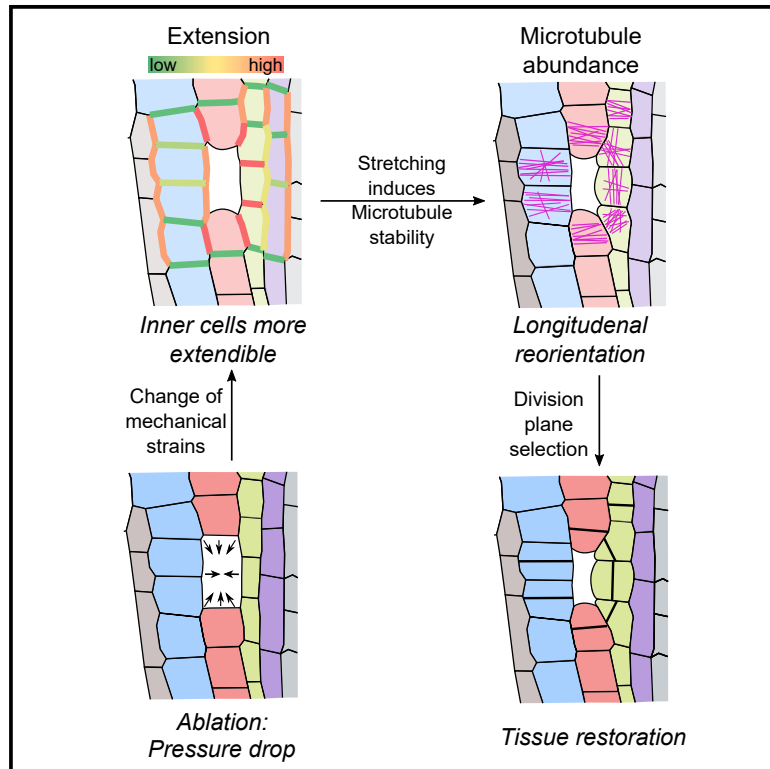 Extension
low
high
Inner cells more
extendible
Stretching
induces
Microtubule
stability
Microtubule
abundance
Longitudenal
reorientation
Change of
mechanical
strains
Division
plane
selection
Ablation:
Pressure drop
Tissue restoration